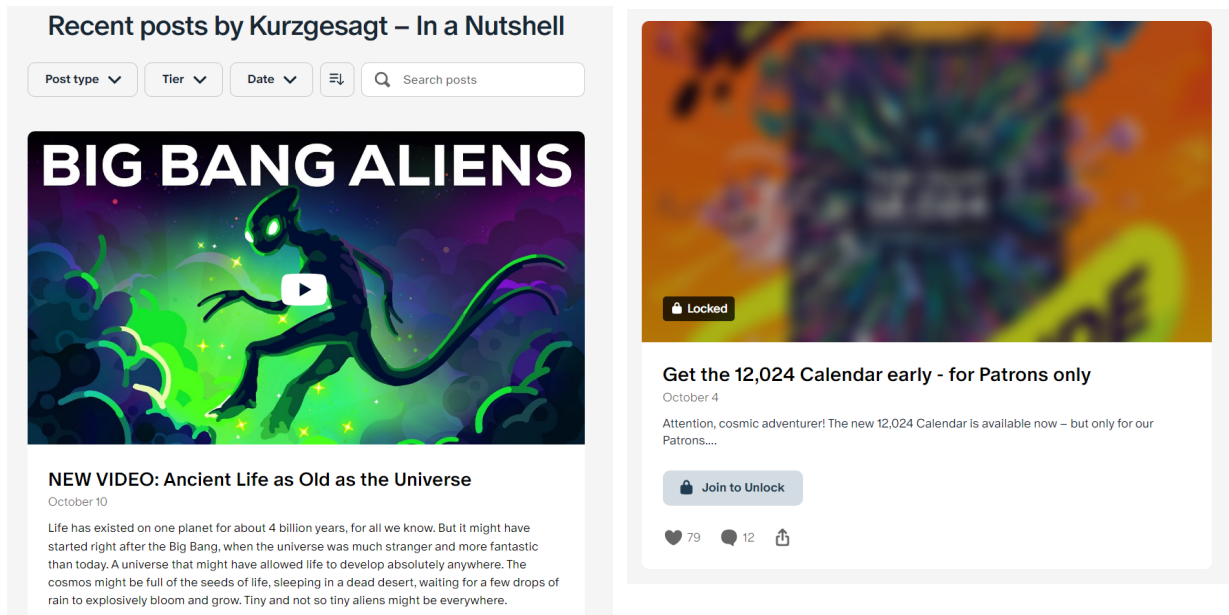 Recent posts by Kurzgesagt – In a Nutshell
Post type
Tier
Date
Search posts
BIG BANG ALIENS
NEW VIDEO: Ancient Life as Old as the Universe
October 10
Life has existed on one planet for about 4 billion years, for all we know. But it might have
started right after the Big Bang, when the universe was much stranger and more fantastic
than today. A universe that might have allowed life to develop absolutely anywhere. The
cosmos might be full of the seeds of life, sleeping in a dead desert, waiting for a few drops of
rain to explosively bloom and grow. Tiny and not so tiny aliens might be everywhere.
Locked
Get the 12,024 Calendar early - for Patrons only
October 4
Attention, cosmic adventurer! The new 12,024 Calendar is available now – but only for our
Patrons....
Join to Unlock
79
12